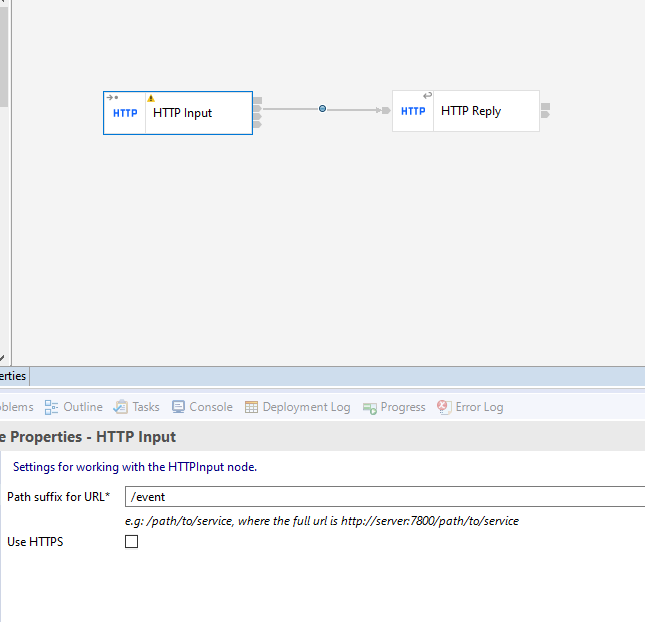 HTTP HTTP Input
HTTP HTTP Reply
erties
oblems Outline Tasks Console Deployment Log Progress Error Log
e Properties - HTTP Input
Settings for working with the HTTPInput node.
Path suffix for URL* /event
e.g: /path/to/service, where the full url is http://server:7800/path/to/service
Use HTTPS